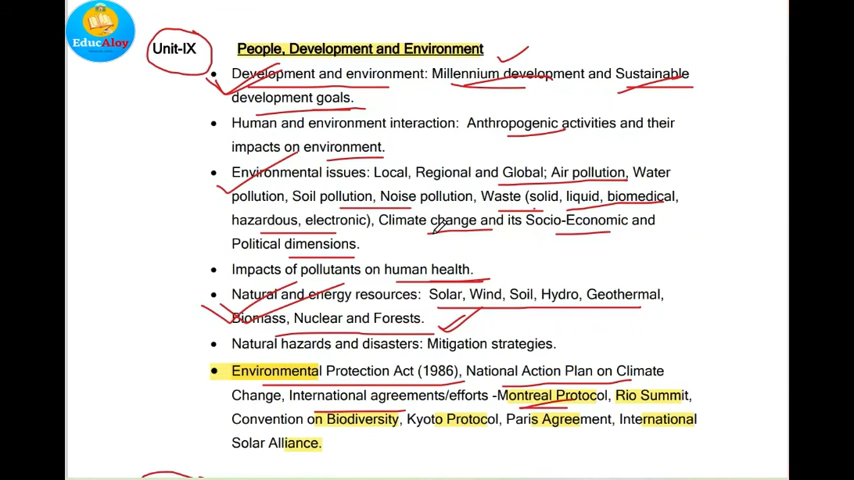 EducAloy
Unit-IX People, Development and Environment
• Development and environment: Millennium development and Sustainable
development goals.
• Human and environment interaction: Anthropogenic activities and their
impacts on environment.
• Environmental issues: Local, Regional and Global; Air pollution, Water
pollution, Soil pollution, Noise pollution, Waste (solid, liquid, biomedical,
hazardous, electronic), Climate change and its Socio-Economic and
Political dimensions.
• Impacts of pollutants on human health.
• Natural and energy resources: Solar, Wind, Soil, Hydro, Geothermal,
Biomass, Nuclear and Forests.
• Natural hazards and disasters: Mitigation strategies.
• Environmental Protection Act (1986), National Action Plan on Climate
Change, International agreements/efforts -Montreal Protocol, Rio Summit,
Convention on Biodiversity, Kyoto Protocol, Paris Agreement, International
Solar Alliance.